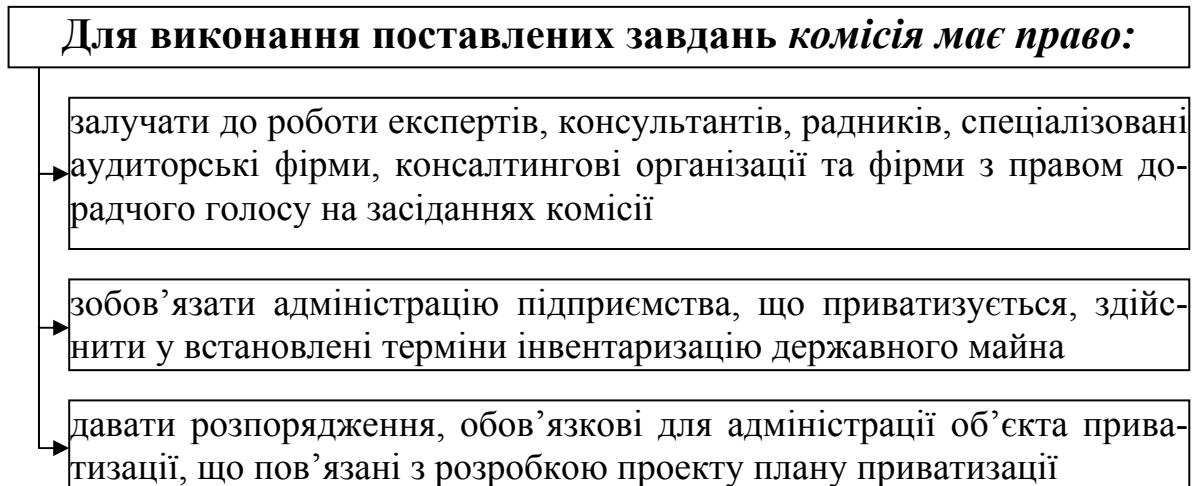 Для виконання поставлених завдань комісія має право:
залучати до роботи експертів, консультантів, радників, спеціалізовані
аудиторські фірми, консалтингові організації та фірми з правом до-
радчого голосу на засіданнях комісії
зобов’язати адміністрацію підприємства, що приватизується, здійс-
нити у встановлені терміни інвентаризацію державного майна
давати розпорядження, обов’язкові для адміністрації об’єкта прива-
тизації, що пов’язані з розробкою проекту плану приватизації